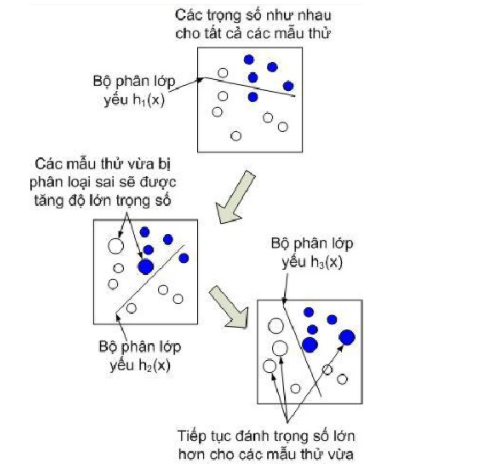 Các trọng số như nhau
cho tất cả các mẫu thử
Bộ phân lớp
yếu h₁(x)
Các mẫu thử vừa bị
phân loại sai sẽ được
tăng độ lớn trọng số
Bộ phân lớp
yếu h₃(x)
Bộ phân lớp
yếu h₂(x)
Tiếp tục đánh trọng số lớn
hơn cho các mẫu thử vừa